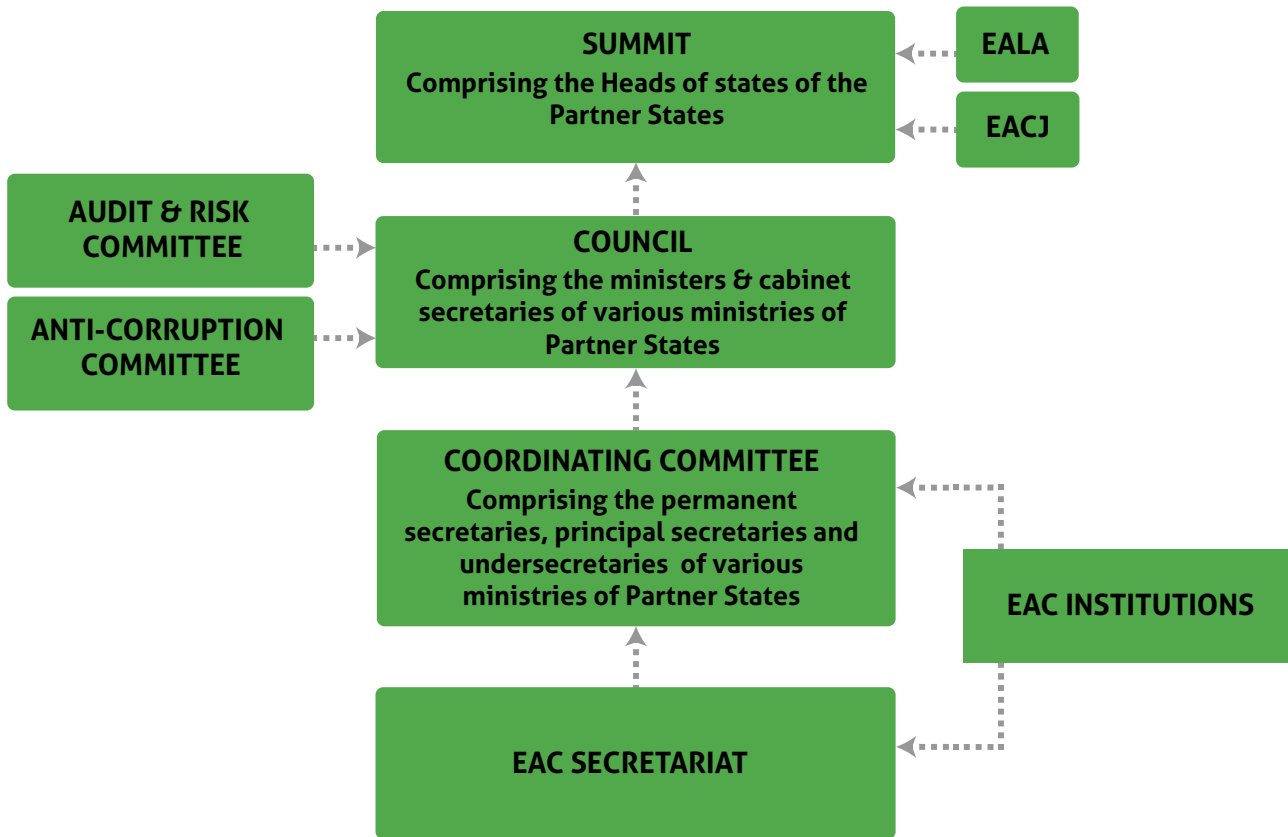 SUMMIT
Comprising the Heads of states of the
Partner States
EALA
EACJ
AUDIT & RISK
COMMITTEE
ANTI-CORRUPTION
COMMITTEE
COUNCIL
Comprising the ministers & cabinet
secretaries of various ministries of
Partner States
COORDINATING COMMITTEE
Comprising the permanent
secretaries, principal secretaries and
undersecretaries of various
ministries of Partner States
EAC INSTITUTIONS
EAC SECRETARIAT